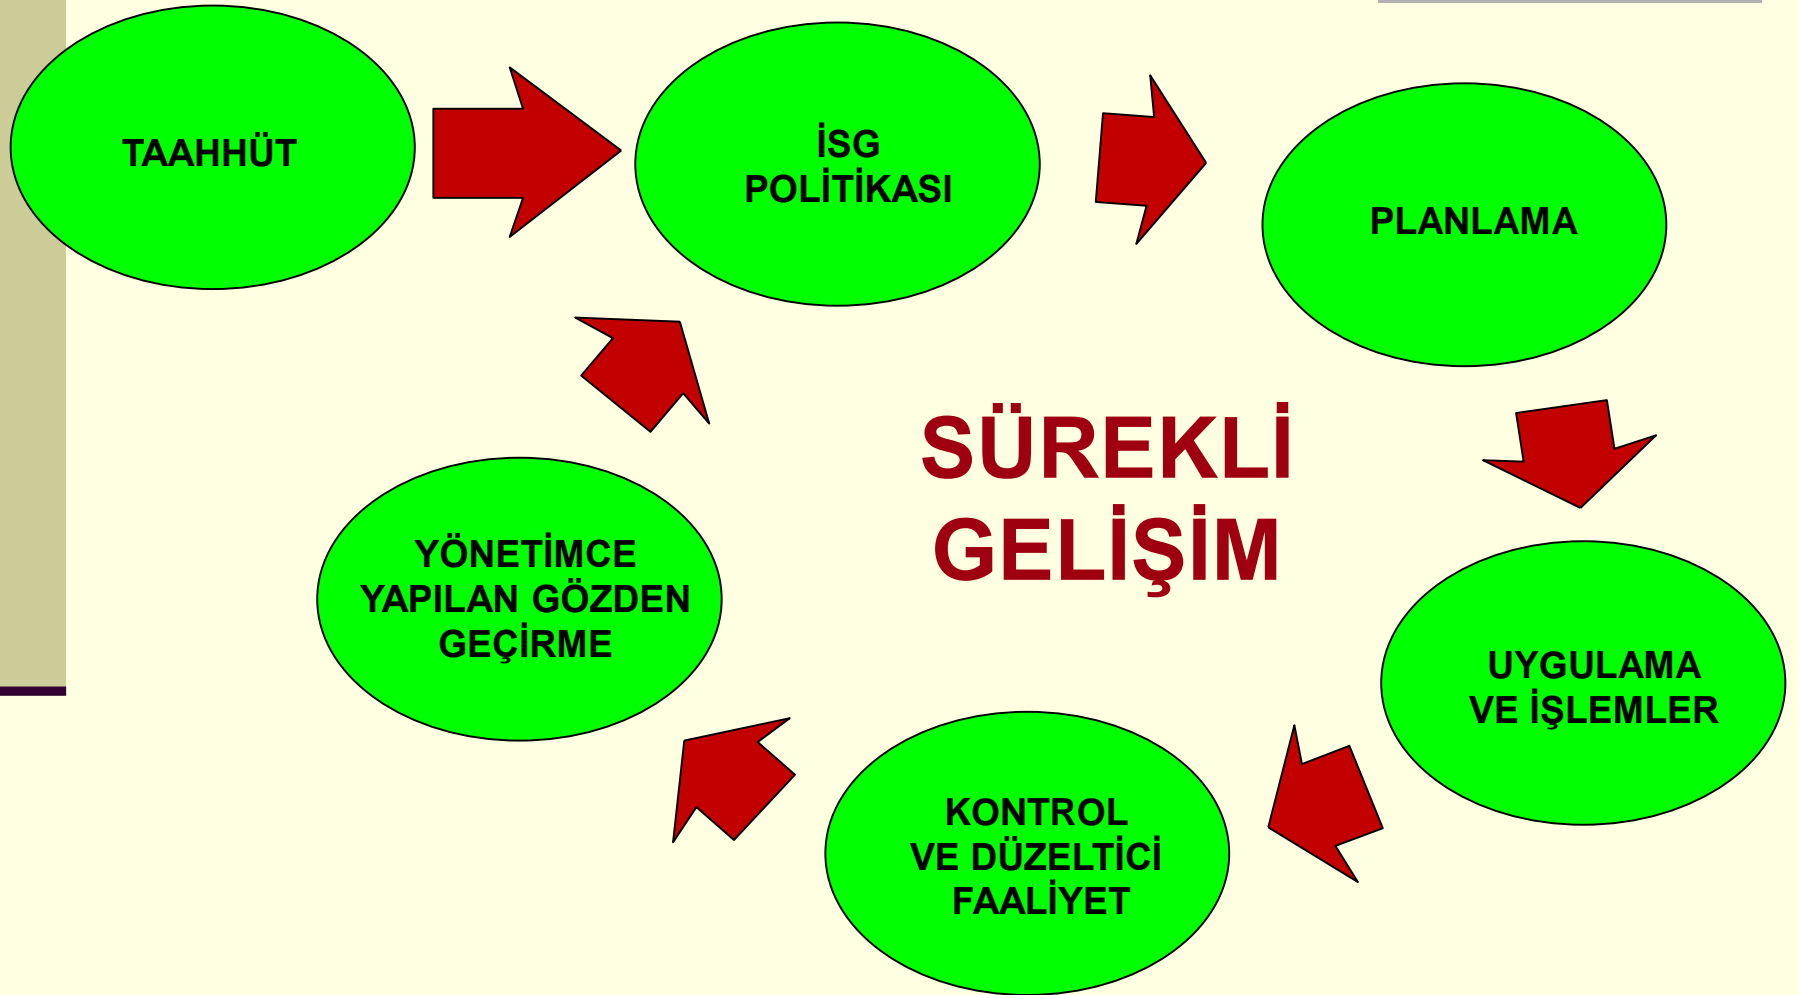 TAAHHÜT
İSG
POLİTİKASI
PLANLAMA
SÜREKLİ
GELİŞİM
YÖNETİMCE
YAPILAN GÖZDEN
GEÇİRME
UYGULAMA
VE İŞLEMLER
KONTROL
VE DÜZELTİCİ
FAALİYET